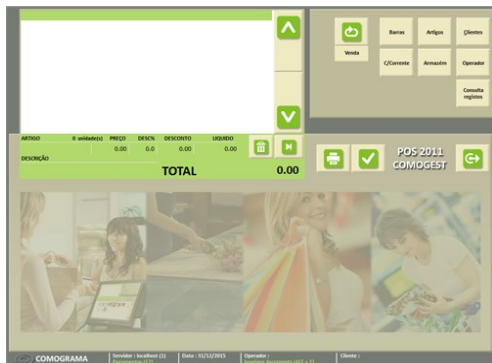 Venda
Barras
Artigos
Clientes
C/Corrente
Armazém
Operador
Consulta
registos
ARTIGO 0 unidade(s) PREÇO DESC% DESCONTO LIQUIDO
0.00 0.0 0.00 0.00
DESCRIÇÃO
TOTAL 0.00
POS 2011
COMOGEST
COMOGRAMA
Servidor : localhost (1)
Data : 31/12/2015
Operador :
Cliente :